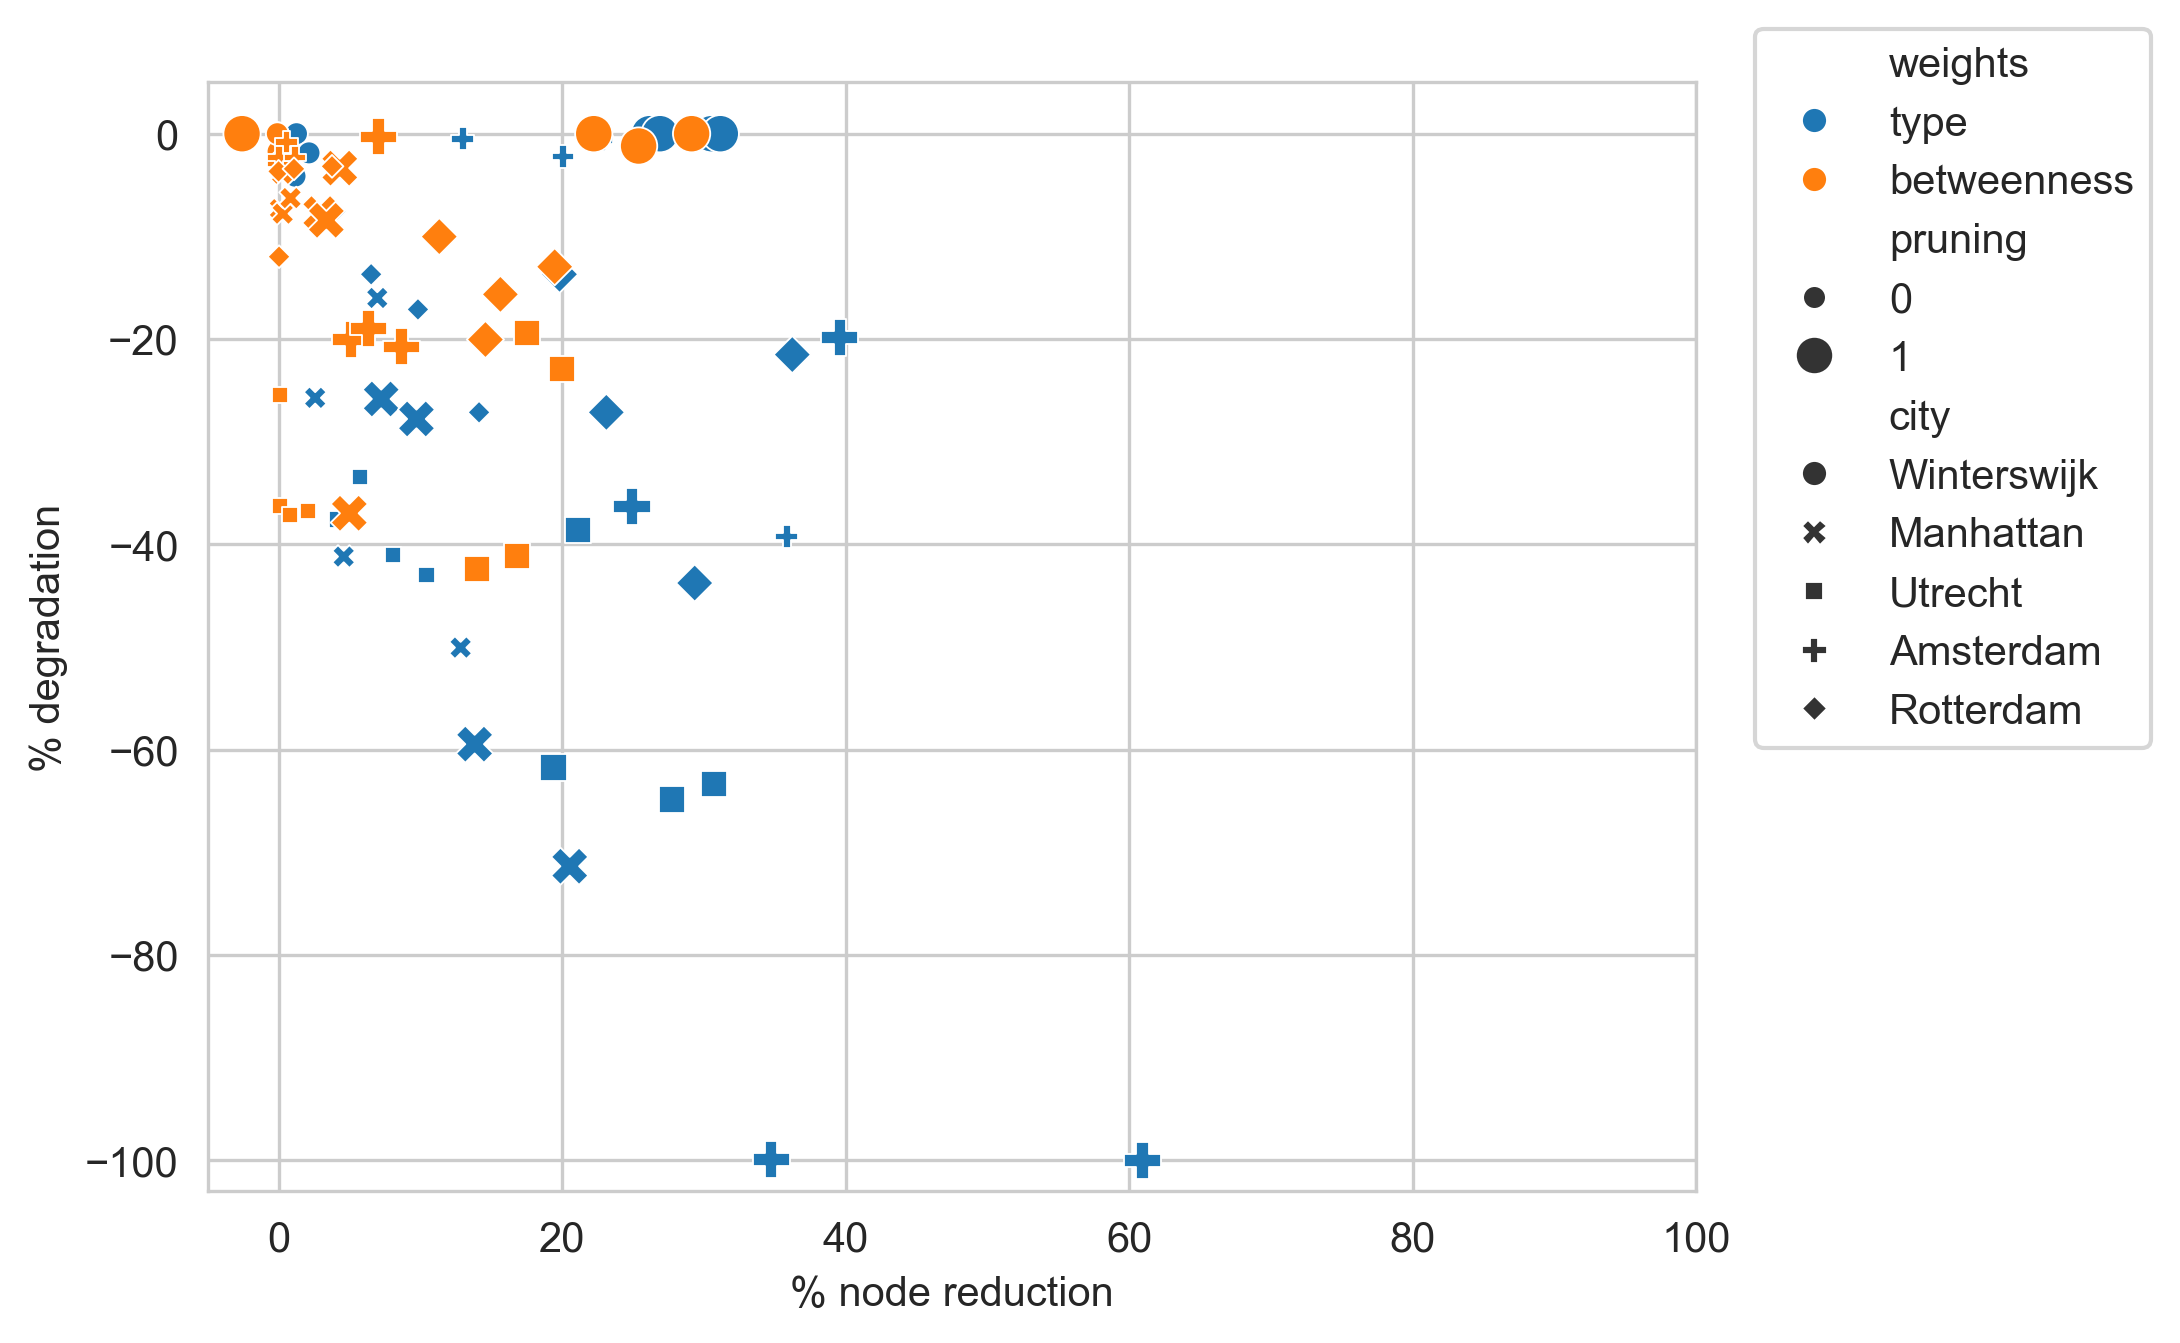 weights
type
betweenness
pruning
0
1
city
Winterswijk
Manhattan
Utrecht
Amsterdam
Rotterdam
0
−20
−40
−60
−80
−100
% degradation
0 20 40 60 80 100
% node reduction